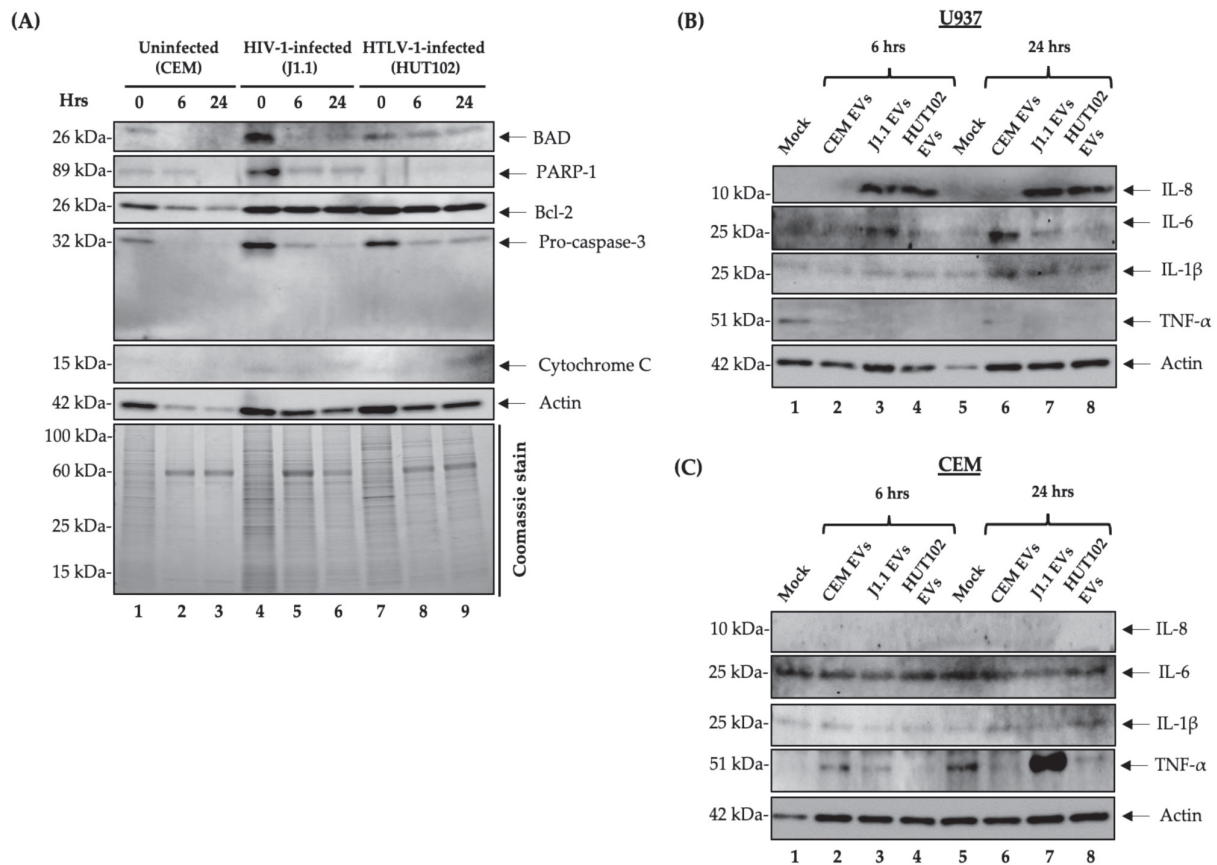 (A)
Uninfected
(CEM)
HIV-1-infected
(J1.1)
HTLV-1-infected
(HUT102)
Hrs 0 6 24 0 6 24 0 6 24
26 kDa- BAD
89 kDa- PARP-1
26 kDa- Bcl-2
32 kDa- Pro-caspase-3
15 kDa- Cytochrome C
42 kDa- Actin
100 kDa-
60 kDa-
25 kDa-
15 kDa-
Coomassie stain
1 2 3 4 5 6 7 8 9
(B)
U937
6 hrs 24 hrs
Mock
CEM EVs
J1.1 EVs
HUT102
EVs
Mock
CEM EVs
J1.1 EVs
HUT102
EVs
10 kDa- IL-8
25 kDa- IL-6
25 kDa- IL-1β
51 kDa- TNF-α
42 kDa- Actin
1 2 3 4 5 6 7 8
(C)
CEM
6 hrs 24 hrs
Mock
CEM EVs
J1.1 EVs
HUT102
EVs
Mock
CEM EVs
J1.1 EVs
HUT102
EVs
10 kDa- IL-8
25 kDa- IL-6
25 kDa- IL-1β
51 kDa- TNF-α
42 kDa- Actin
1 2 3 4 5 6 7 8